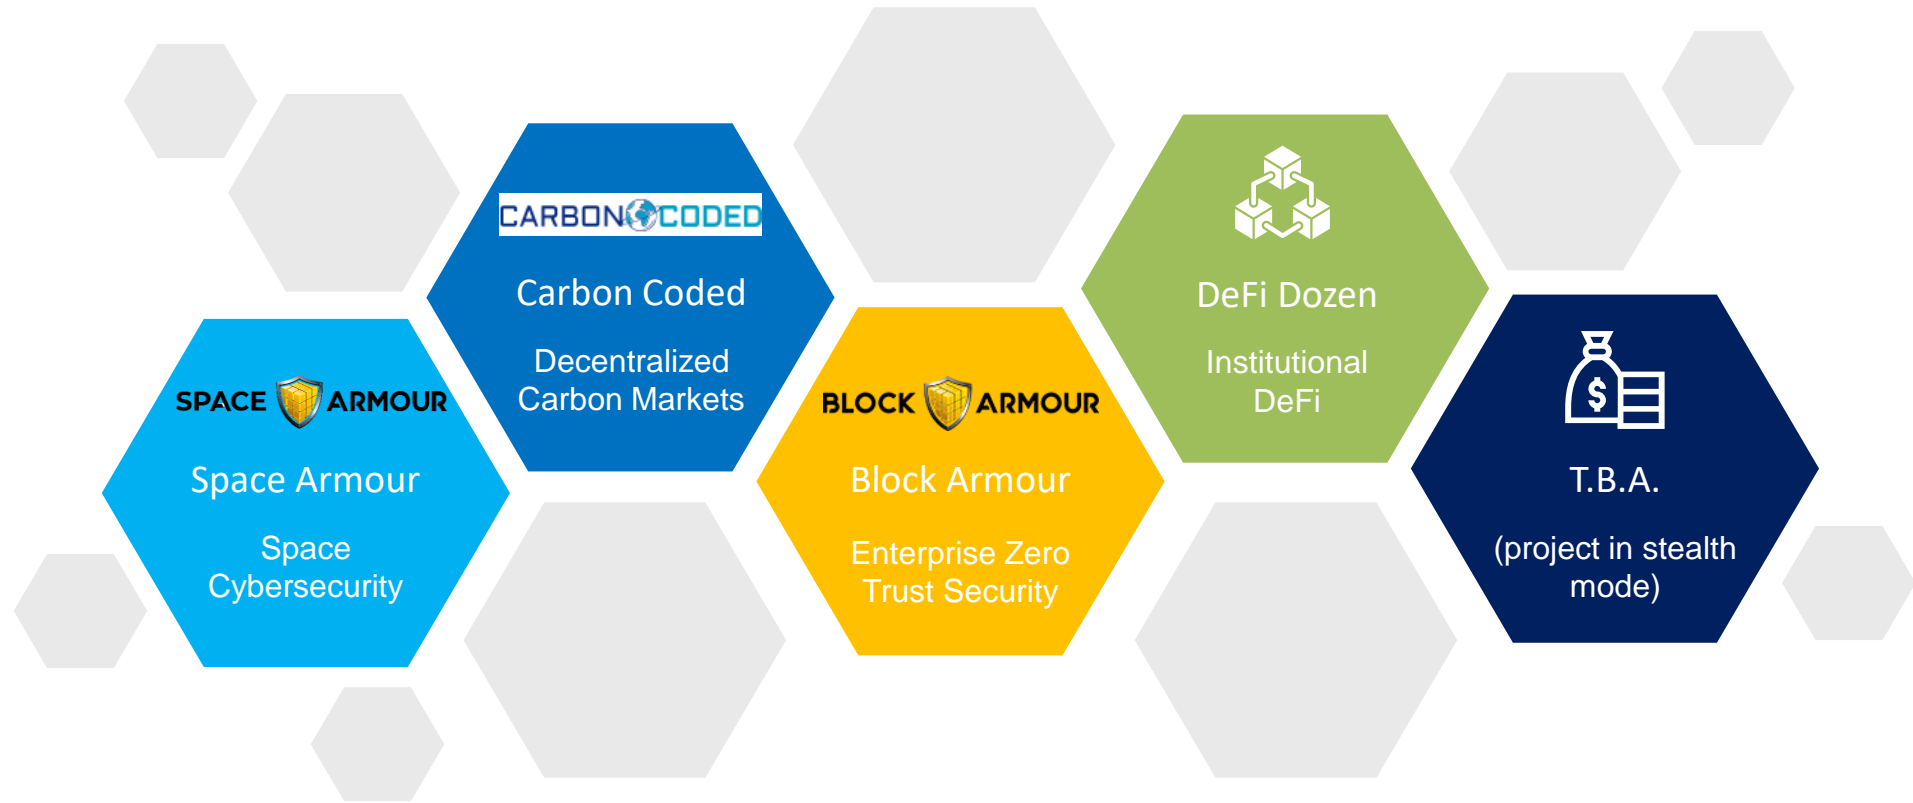 SPACE ARMOUR
Space Armour
Space
Cybersecurity
CARBON CODED
Carbon Coded
Decentralized
Carbon Markets
BLOCK ARMOUR
Block Armour
Enterprise Zero
Trust Security
DeFi Dozen
Institutional
DeFi
$
T.B.A.
(project in stealth
mode)